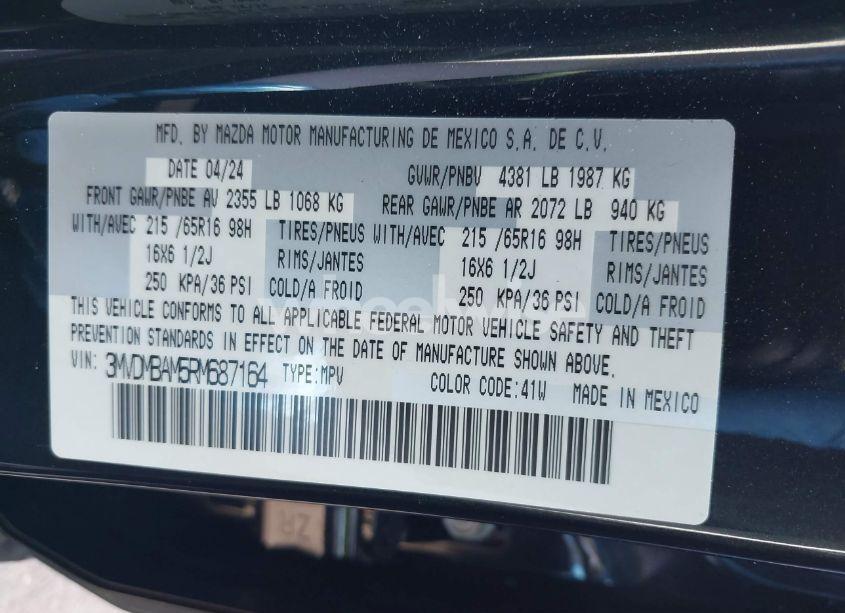 MFD. BY MAZDA MOTOR MANUFACTURING DE MEXICO S.A. DE C.V.
DATE 04/24 GVWR/PNBV 4381 LB 1987 KG
FRONT GAWR/PNBE AV 2355 LB 1068 KG REAR GAWR/PNBE AR 2072 LB 940 KG
WITH/AVEC 215 /65R16 98H TIRES/PNEUS WITH/AVEC 215 /65R16 98H TIRES/PNEUS
16X6 1/2J RIMS/JANTES 16X6 1/2J RIMS/JANTES
250 KPA/36 PSI COLD/A FROID 250 KPA/36 PSI COLD/A FROID
THIS VEHICLE CONFORMS TO ALL APPLICABLE FEDERAL MOTOR VEHICLE SAFETY AND THEFT
PREVENTION STANDARDS IN EFFECT ON THE DATE OF MANUFACTURE SHOWN ABOVE.
VIN: 3MVDMBAM5RM687164 TYPE:MPV COLOR CODE:41W MADE IN MEXICO